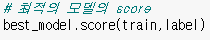 # 최적의 모델의 score
best_model.score(train,label)